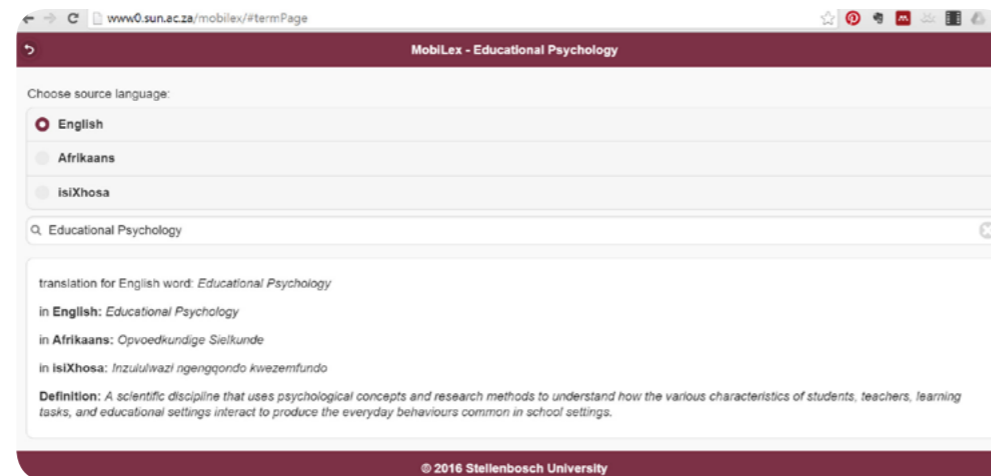 www0.sun.ac.za/mobilex/#termPage
MobiLex - Educational Psychology
Choose source language:
English
Afrikaans
isiXhosa
Educational Psychology
translation for English word: Educational Psychology
in English: Educational Psychology
in Afrikaans: Opvoedkundige Sielkunde
in isiXhosa: Inzululwazi ngengqondo kwezemfundo
Definition: A scientific discipline that uses psychological concepts and research methods to understand how the various characteristics of students, teachers, learning
tasks, and educational settings interact to produce the everyday behaviours common in school settings.
© 2016 Stellenbosch University